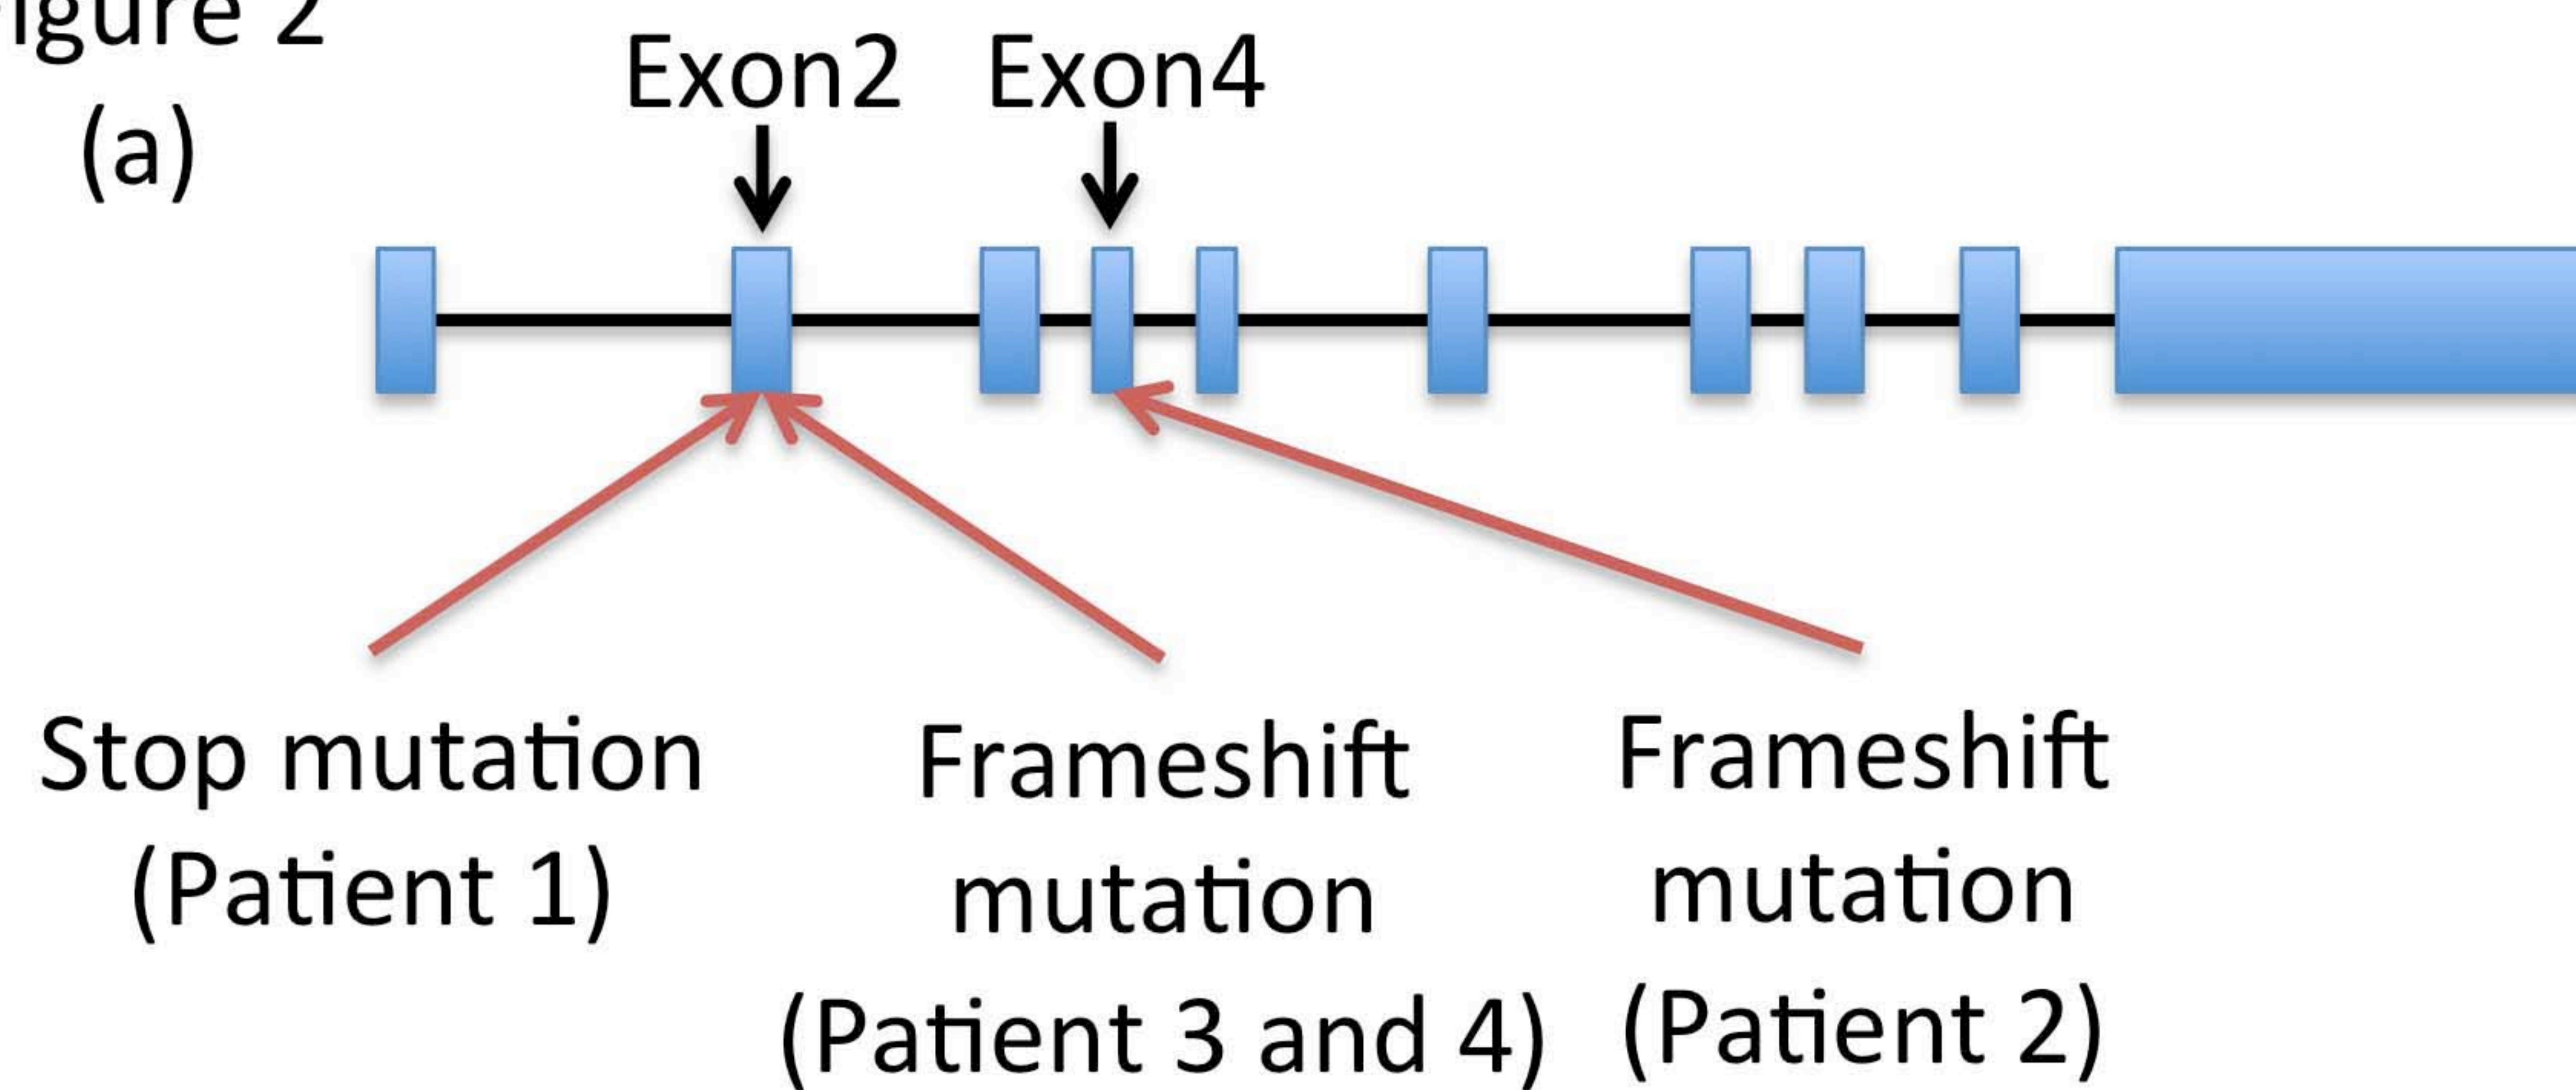 igure 2
(a)
Exon2 Exon4
Stop mutation
(Patient 1)
Frameshift
mutation
(Patient 3 and 4)
Frameshift
mutation
(Patient 2)